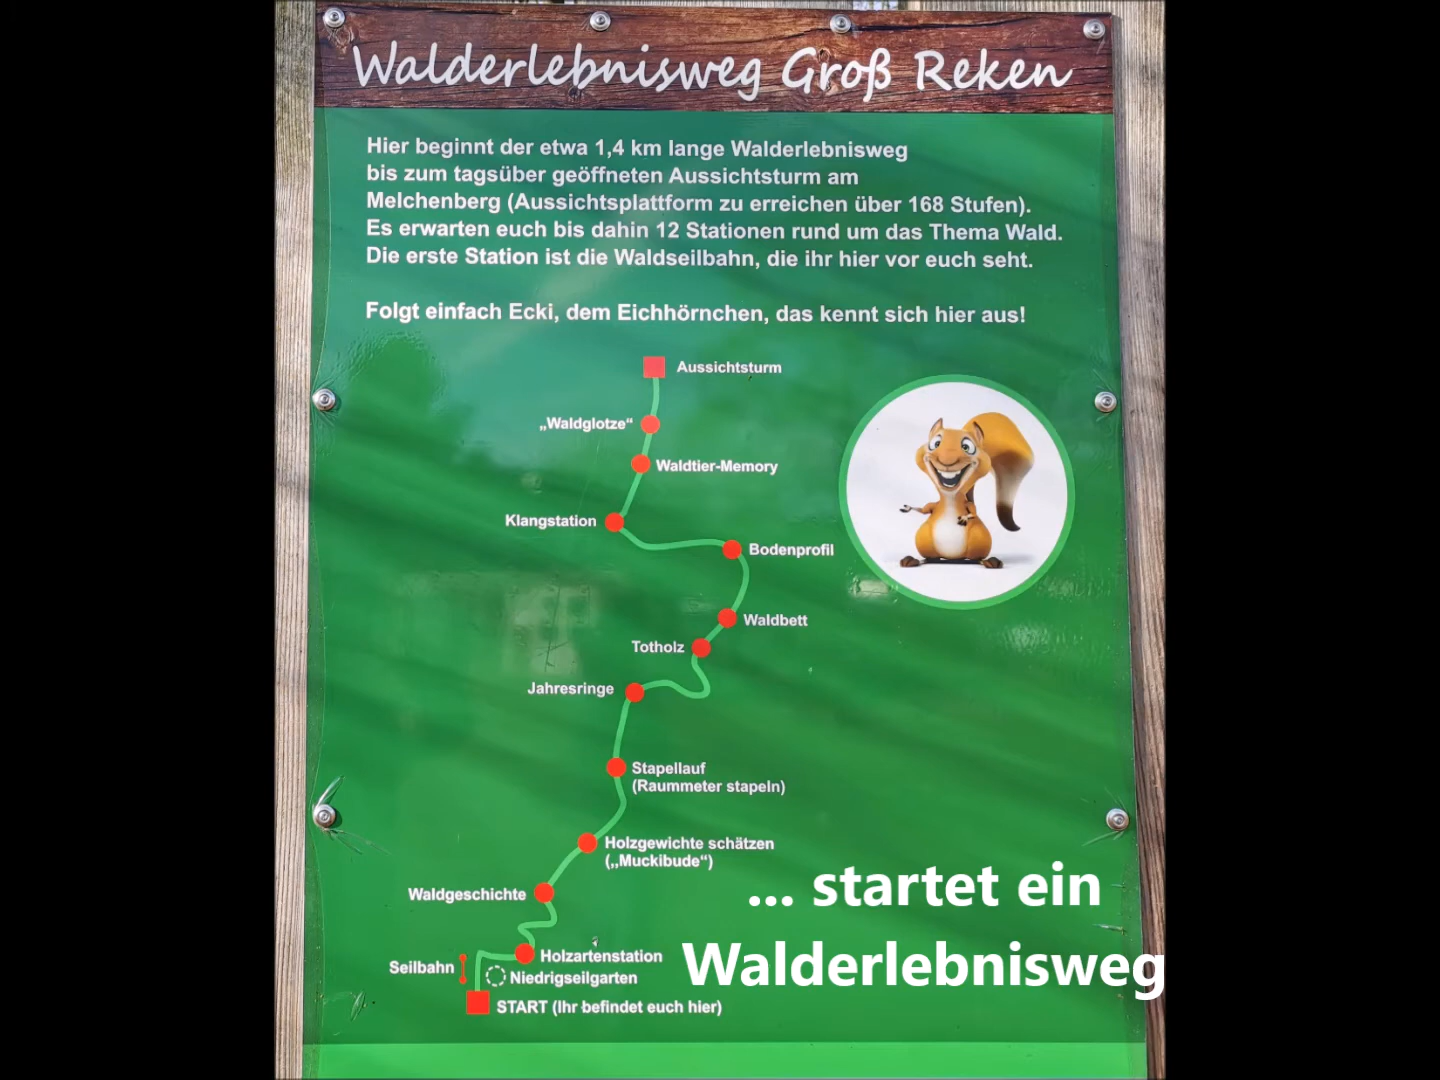 Walderlebnisweg Groß Reken
Hier beginnt der etwa 1,4 km lange Walderlebnisweg
bis zum tagsüber geöffneten Aussichtsturm am
Melchenberg (Aussichtsplattform zu erreichen über 168 Stufen).
Es erwarten euch bis dahin 12 Stationen rund um das Thema Wald.
Die erste Station ist die Waldseilbahn, die ihr hier vor euch seht.
Folgt einfach Ecki, dem Eichhörnchen, das kennt sich hier aus!
Aussichtsturm
„Waldglotze“
Waldtier-Memory
Klangstation
Bodenprofil
Waldbett
Totholz
Jahresringe
Stapellauf
(Raummeter stapeln)
Holzgewichte schätzen
(„Muckibude“)
Waldgeschichte
Holzartenstation
Seilbahn
Niedrigseilgarten
START (Ihr befindet euch hier)
... startet ein
Walderlebnisweg